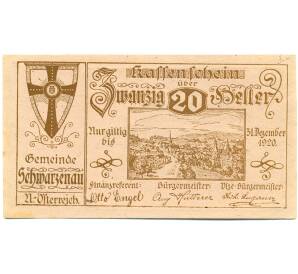 Kassenschein
über
Zwanzig 20 Heller
Nur gültig bis
31. Dezember 1920.
Gemeinde
Schwarzenau
N-Österreich.
Finanzreferent: Bürgermeister: Vize-Bürgermeister:
Otto Engel